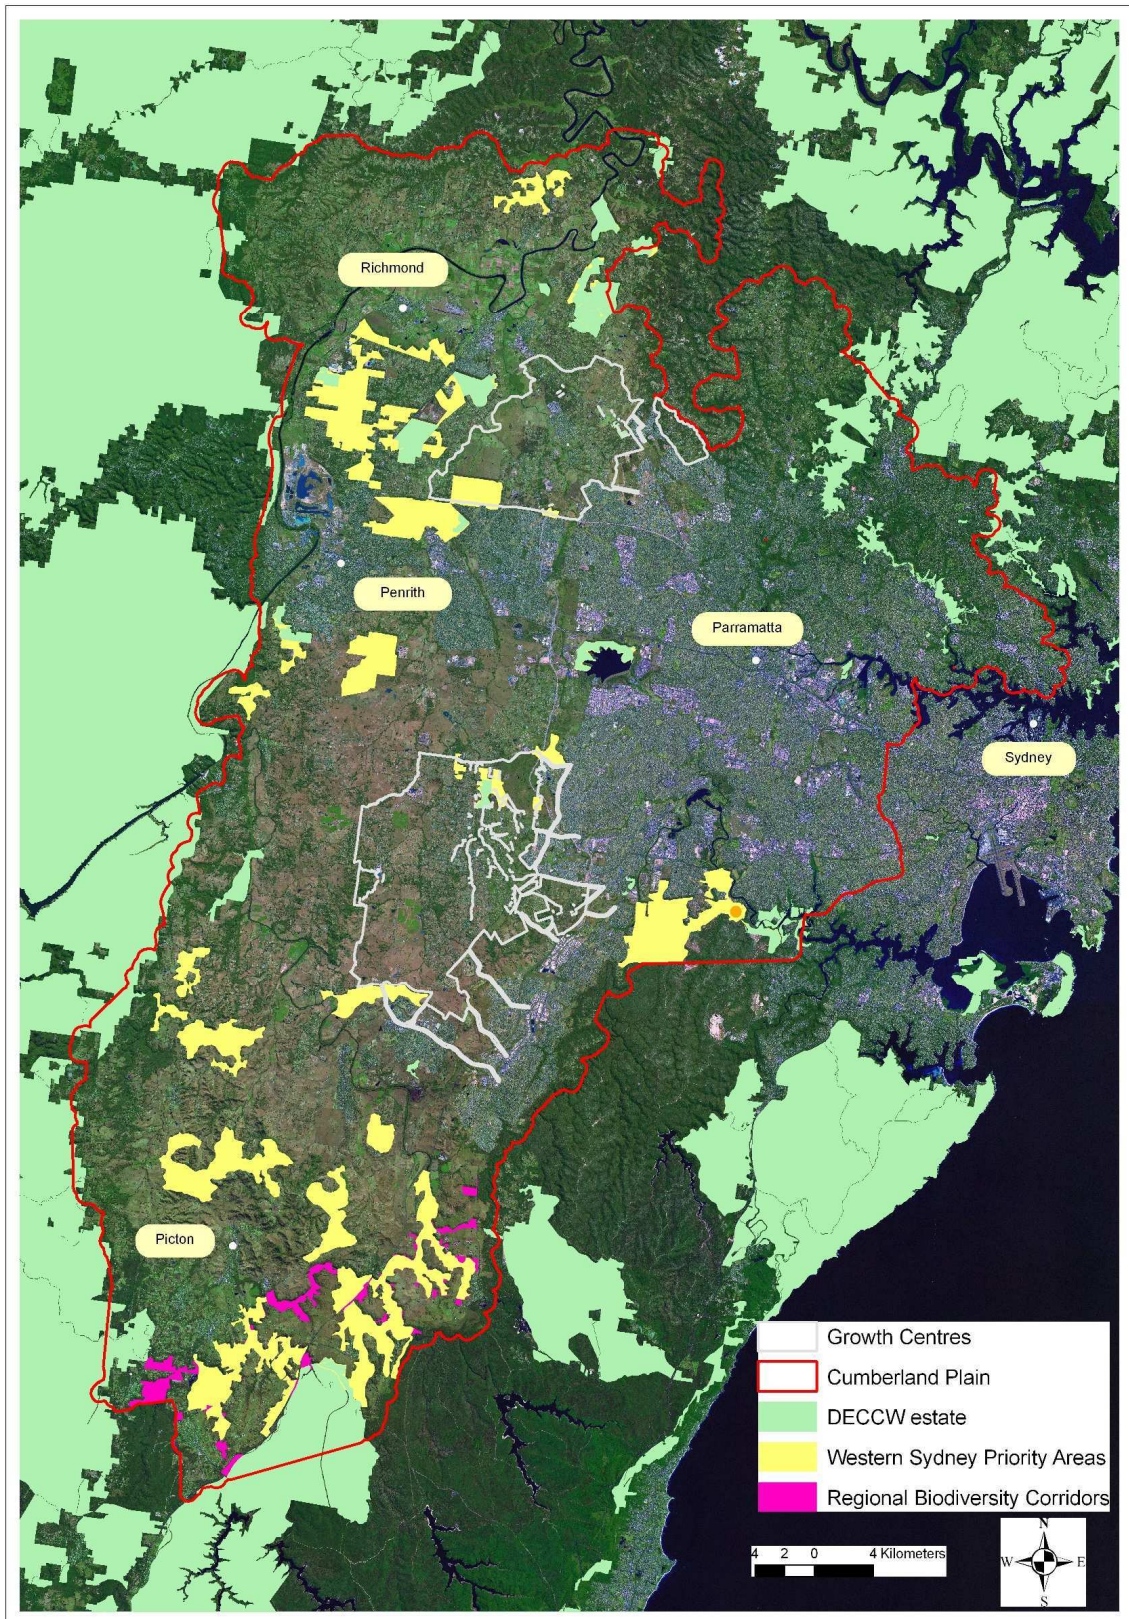 Richmond
Penrith
Parramatta
Sydney
Picton
Growth Centres
Cumberland Plain
DECCW estate
Western Sydney Priority Areas
Regional Biodiversity Corridors
4 2 0 4 Kilometers
N
W E
S